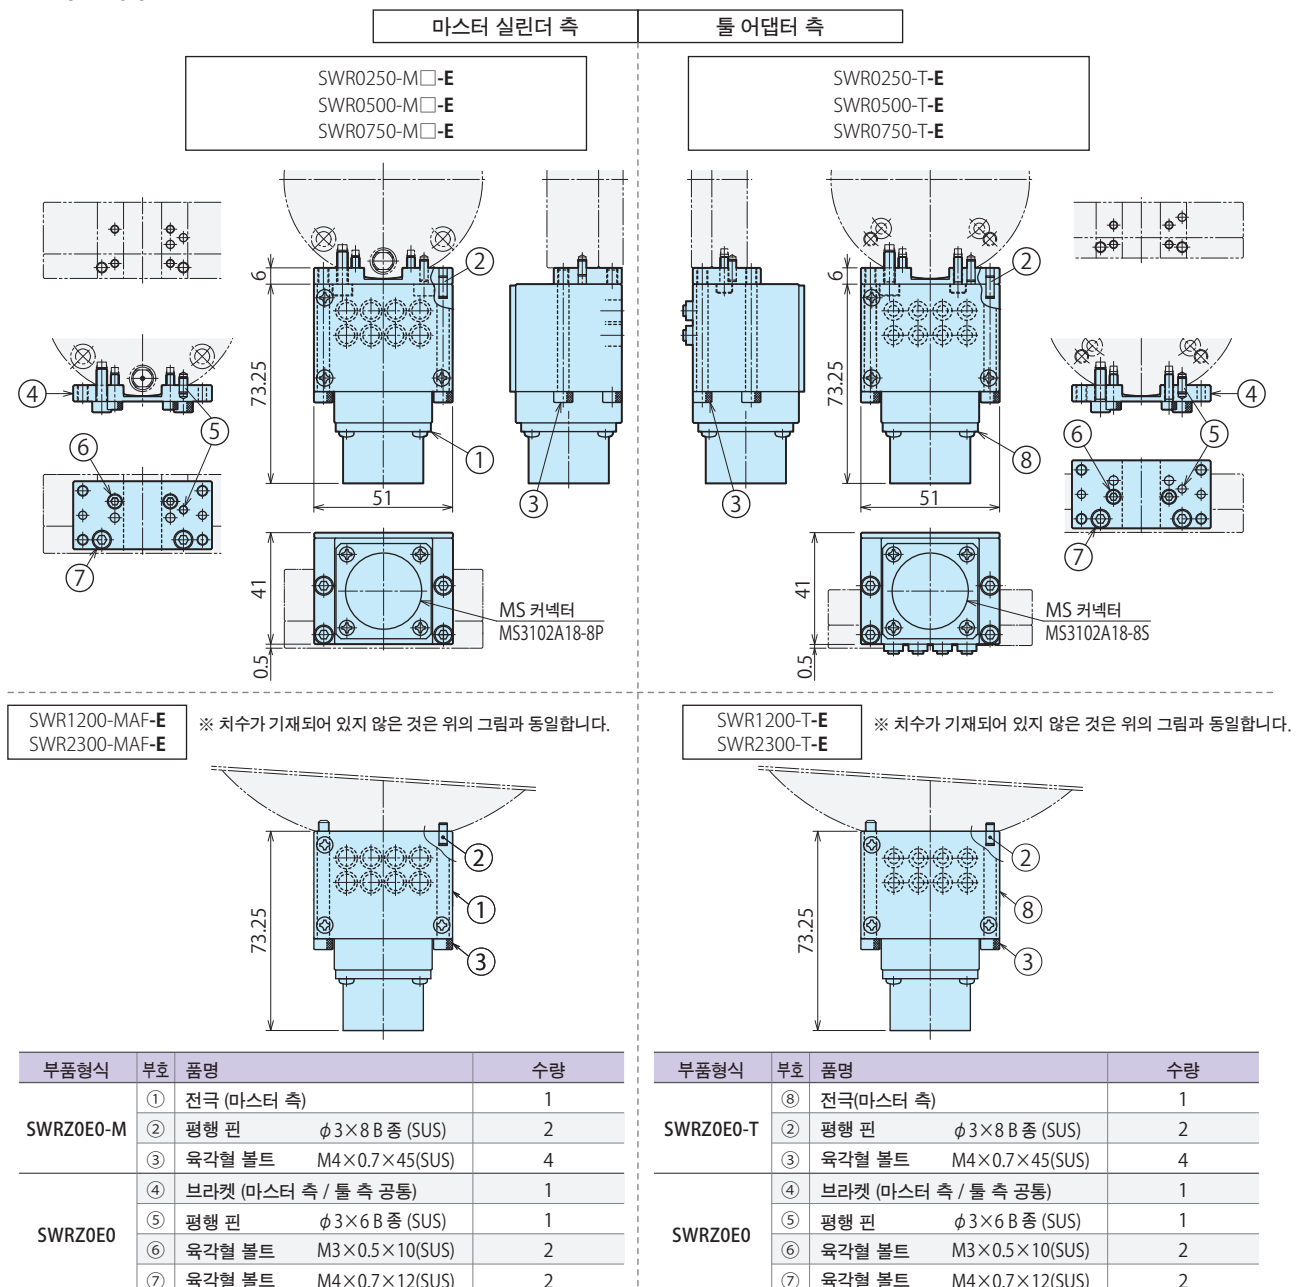 마스터 실린더 측
툴 어댑터 측
SWR0250-M□-E
SWR0500-M□-E
SWR0750-M□-E
SWR0250-T-E
SWR0500-T-E
SWR0750-T-E
6
②
73.25
①
51
③
④
⑤
⑥
⑦
41
0.5
MS 커넥터
MS3102A18-8P
6
②
73.25
⑧
51
③
④
⑤
⑥
⑦
41
0.5
MS 커넥터
MS3102A18-8S
SWR1200-MAF-E
SWR2300-MAF-E
※ 치수가 기재되어 있지 않은 것은 위의 그림과 동일합니다.
73.25
②
①
③
SWR1200-T-E
SWR2300-T-E
※ 치수가 기재되어 있지 않은 것은 위의 그림과 동일합니다.
73.25
②
⑧
③
부품형식 부호 품명 수량
SWRZ0E0-M
① 전극 (마스터 측) 1
② 평행 핀 φ3×8 B 종 (SUS) 2
③ 육각혈 볼트 M4×0.7×45(SUS) 4
SWRZ0E0
④ 브라켓 (마스터 측 / 툴 측 공통) 1
⑤ 평행 핀 φ3×6 B 종 (SUS) 1
⑥ 육각혈 볼트 M3×0.5×10(SUS) 2
⑦ 육각혈 볼트 M4×0.7×12(SUS) 2
부품형식 부호 품명 수량
SWRZ0E0-T
⑧ 전극(마스터 측) 1
② 평행 핀 φ3×8 B 종 (SUS) 2
③ 육각혈 볼트 M4×0.7×45(SUS) 4
SWRZ0E0
④ 브라켓 (마스터 측 / 툴 측 공통) 1
⑤ 평행 핀 φ3×6 B 종 (SUS) 1
⑥ 육각혈 볼트 M3×0.5×10(SUS) 2
⑦ 육각혈 볼트 M4×0.7×12(SUS) 2